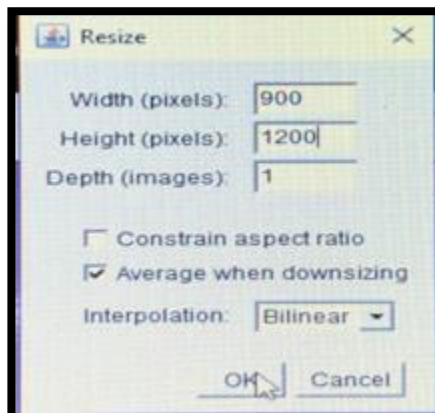 Resize
Width (pixels): 900
Height (pixels): 1200
Depth (images): 1
Constrain aspect ratio
Average when downsizing
Interpolation: Bilinear
OK Cancel